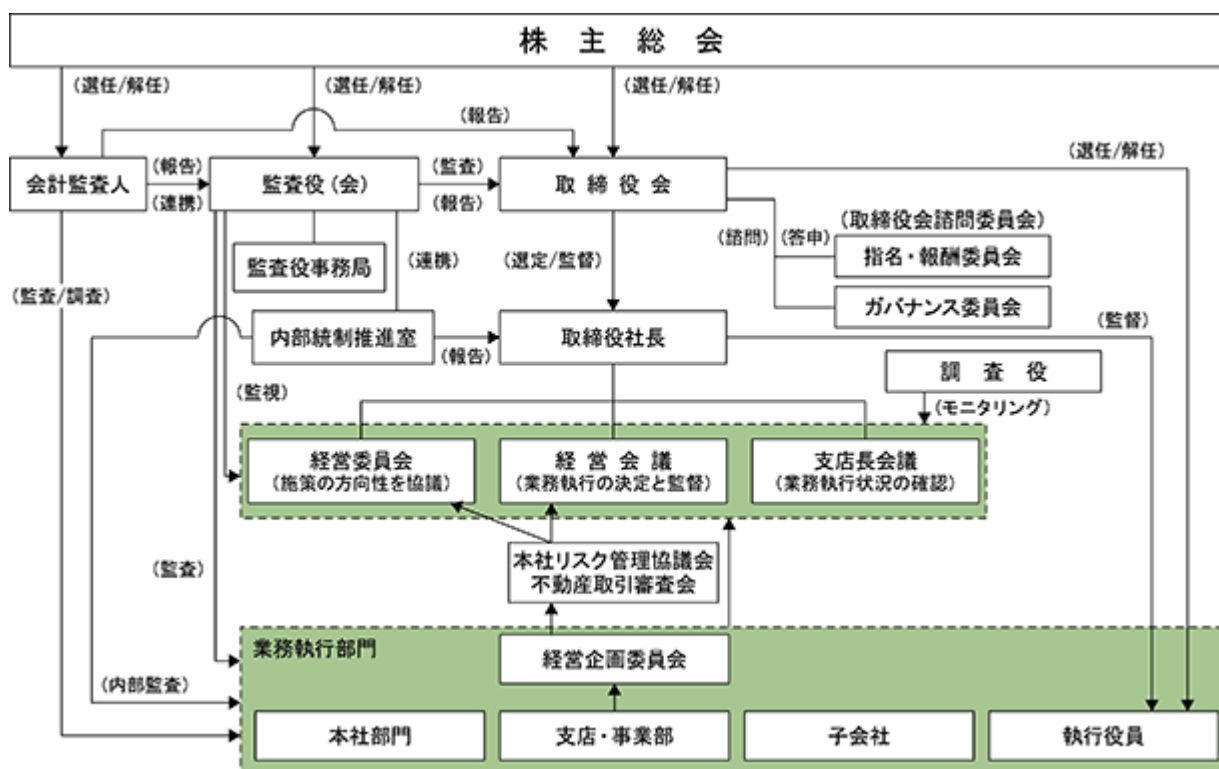 株主総会
(選任/解任)
(選任/解任)
(選任/解任)
(報告)
(選任/解任)
会計監査人
(報告)
(連携)
監査役(会)
(監査)
(報告)
取締役会
(諮問)
(答申)
(取締役会諮問委員会)
指名・報酬委員会
ガバナンス委員会
監査役事務局
(連携)
(選定/監督)
(監査/調査)
内部統制推進室
(報告)
取締役社長
(監督)
調査役
(モニタリング)
(監視)
経営委員会
(施策の方向性を協議)
経営会議
(業務執行の決定と監督)
支店長会議
(業務執行状況の確認)
本社リスク管理協議会
不動産取引審査会
(監査)
業務執行部門
経営企画委員会
(内部監査)
本社部門
支店・事業部
子会社
執行役員